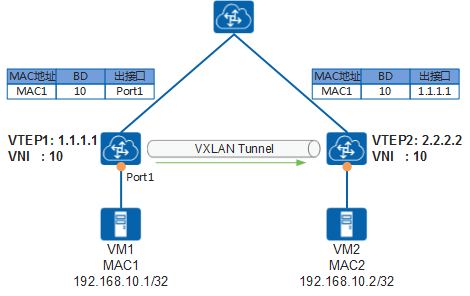 MAC地址 BD 出接口
MAC1 10 Port1
MAC地址 BD 出接口
MAC1 10 1.1.1.1
VTEP1: 1.1.1.1
VNI : 10
VXLAN Tunnel
VTEP2: 2.2.2.2
VNI : 10
Port1
VM1
MAC1
192.168.10.1/32
VM2
MAC2
192.168.10.2/32